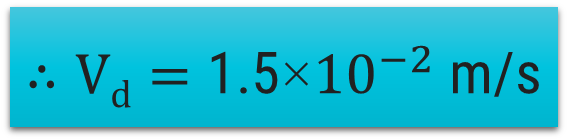 ∴ V_d = 1.5×10⁻² m/s